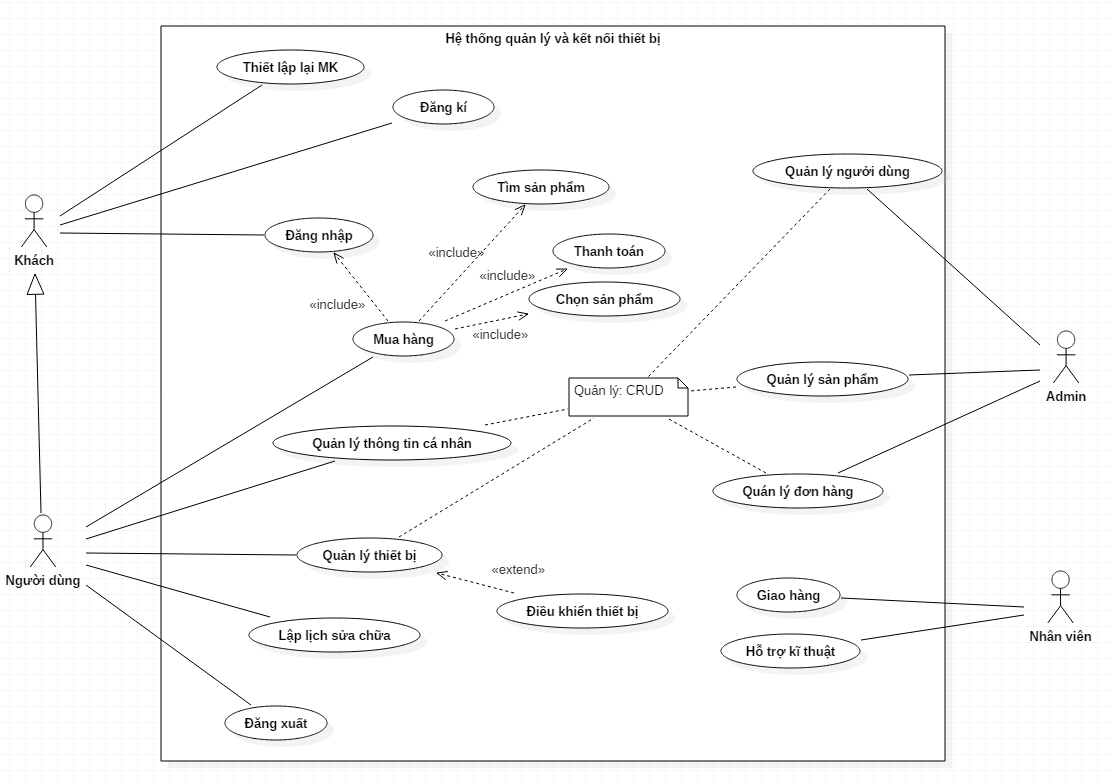 Hệ thống quản lý và kết nối thiết bị
Thiết lập lại MK
Đăng kí
Tìm sản phẩm
Quản lý người dùng
Đăng nhập
Khách
«include»
Thanh toán
«include»
Chọn sản phẩm
«include»
«include»
Mua hàng
Quản lý: CRUD
Quản lý sản phẩm
Admin
Quản lý thông tin cá nhân
Quán lý đơn hàng
Quản lý thiết bị
«extend»
Người dùng
Điều khiển thiết bị
Giao hàng
Nhân viên
Lập lịch sửa chữa
Hỗ trợ kĩ thuật
Đăng xuất